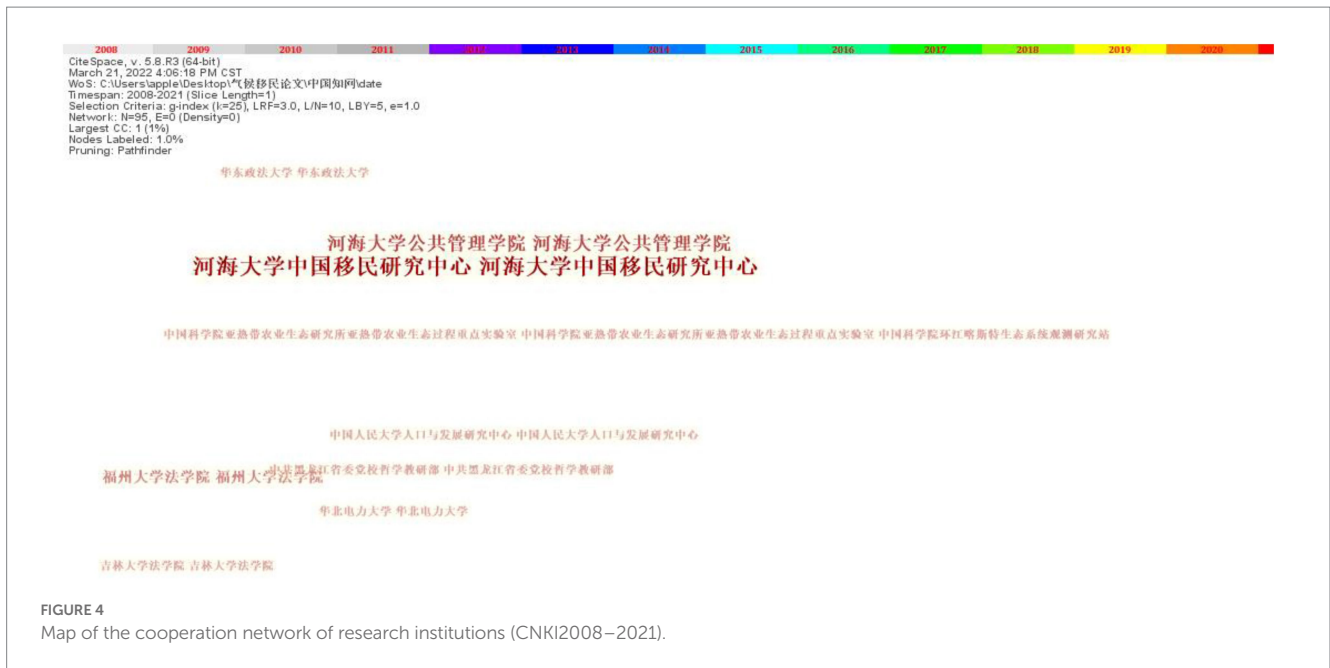 2008 2009 2010 2011 2012 2013 2014 2015 2016 2017 2018 2019 2020
CiteSpace, v. 5.8.R3 (64-bit)
March 21, 2022 4:06:18 PM CST
WoS: C:\Users\apple\Desktop\气候移民论文\中国知网\date
Timespan: 2008-2021 (Slice Length=1)
Selection Criteria: g-index (k=25), LRF=3.0, L/N=10, LBY=5, e=1.0
Network: N=95, E=0 (Density=0)
Largest CC: 1 (1%)
Nodes Labeled: 1.0%
Pruning: Pathfinder
华东政法大学 华东政法大学
河海大学公共管理学院 河海大学公共管理学院
河海大学中国移民研究中心 河海大学中国移民研究中心
中国科学院亚热带农业生态研究所亚热带农业生态过程重点实验室 中国科学院亚热带农业生态研究所亚热带农业生态过程重点实验室 中国科学院环江喀斯特生态系统观测研究站
中国人民大学人口与发展研究中心 中国人民大学人口与发展研究中心
中共黑龙江省委党校哲学教研部 中共黑龙江省委党校哲学教研部
福州大学法学院 福州大学法学院
华北电力大学 华北电力大学
吉林大学法学院 吉林大学法学院
FIGURE 4
Map of the cooperation network of research institutions (CNKI2008–2021).